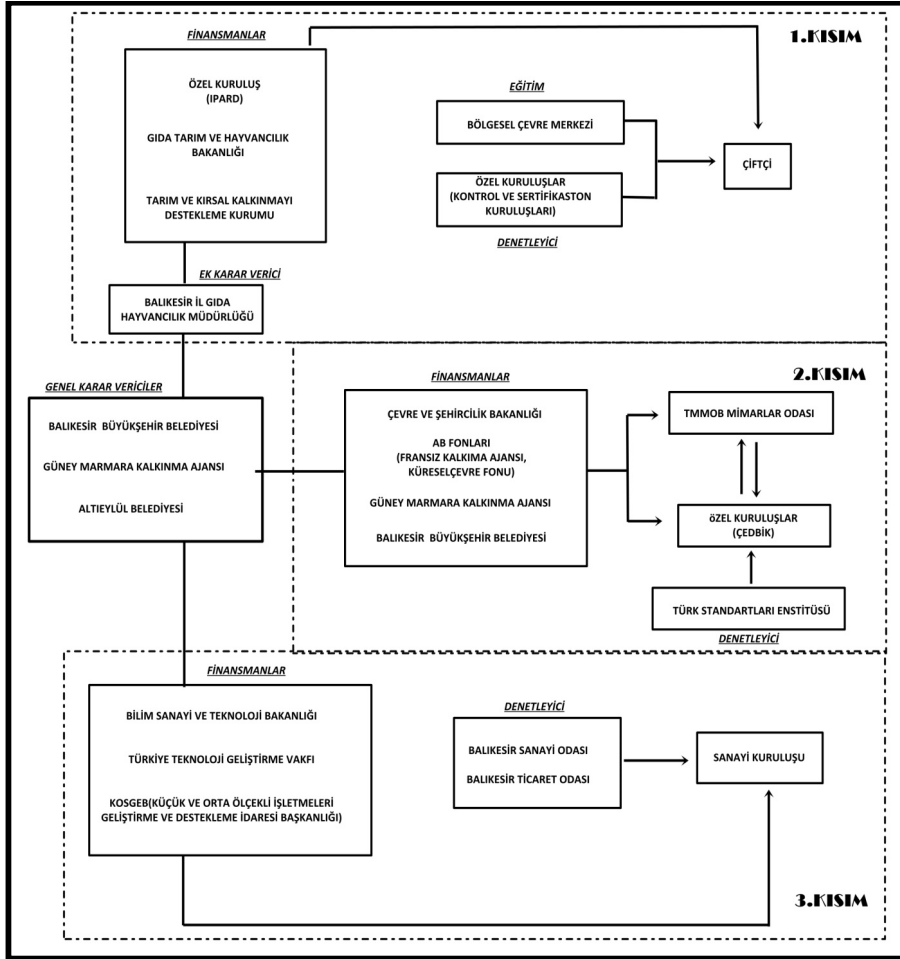 FİNANSMANLAR
1.KISIM
ÖZEL KURULUŞ
(IPARD)
GIDA TARIM VE HAYVANCILIK
BAKANLIĞI
TARIM VE KIRSAL KALKINMAYI
DESTEKLEME KURUMU
EĞİTİM
BÖLGESEL ÇEVRE MERKEZİ
ÖZEL KURULUŞLAR
(KONTROL VE SERTİFİKASTON
KURULUŞLARI)
DENETLEYİCİ
ÇİFTÇİ
EK KARAR VERİCİ
BALIKESİR İL GIDA
HAYVANCILIK MÜDÜRLÜĞÜ
GENEL KARAR VERİCİLER
BALIKESİR BÜYÜKŞEHİR BELEDİYESİ
GÜNEY MARMARA KALKINMA AJANSI
ALTIEYLÜL BELEDİYESİ
2.KISIM
FİNANSMANLAR
ÇEVRE VE ŞEHİRCİLİK BAKANLIĞI
AB FONLARI
(FRANSIZ KALKIMA AJANSI,
KÜRESELÇEVRE FONU)
GÜNEY MARMARA KALKINMA AJANSI
BALIKESİR BÜYÜKŞEHİR BELEDİYESİ
TMMOB MİMARLAR ODASI
öZEL KURULUŞLAR
(ÇEDBİK)
TÜRK STANDARTLARI ENSTİTÜSÜ
DENETLEYİCİ
FİNANSMANLAR
BİLİM SANAYİ VE TEKNOLOJİ BAKANLIĞI
TÜRKİYE TEKNOLOJİ GELİŞTİRME VAKFI
KOSGEB(KÜÇÜK VE ORTA ÖLÇEKLİ İŞLETMELERİ
GELİŞTİRME VE DESTEKLEME İDARESİ BAŞKANLIĞI)
DENETLEYİCİ
BALIKESİR SANAYİ ODASI
BALIKESİR TİCARET ODASI
SANAYİ KURULUŞU
3.KISIM